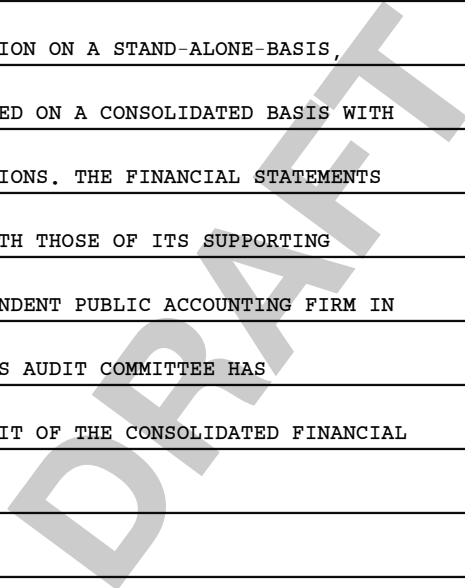 ION ON A STAND-ALONE-BASIS,
ED ON A CONSOLIDATED BASIS WITH
IONS. THE FINANCIAL STATEMENTS
TH THOSE OF ITS SUPPORTING
NDENT PUBLIC ACCOUNTING FIRM IN
S AUDIT COMMITTEE HAS
IT OF THE CONSOLIDATED FINANCIAL
DRAFT